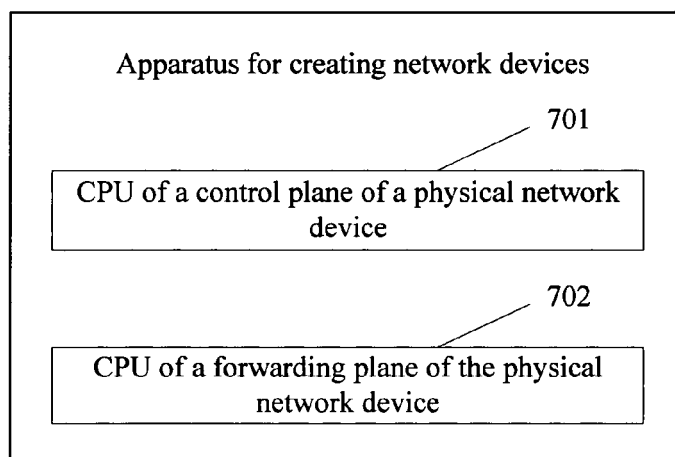 Apparatus for creating network devices
701
CPU of a control plane of a physical network
device
702
CPU of a forwarding plane of the physical
network device